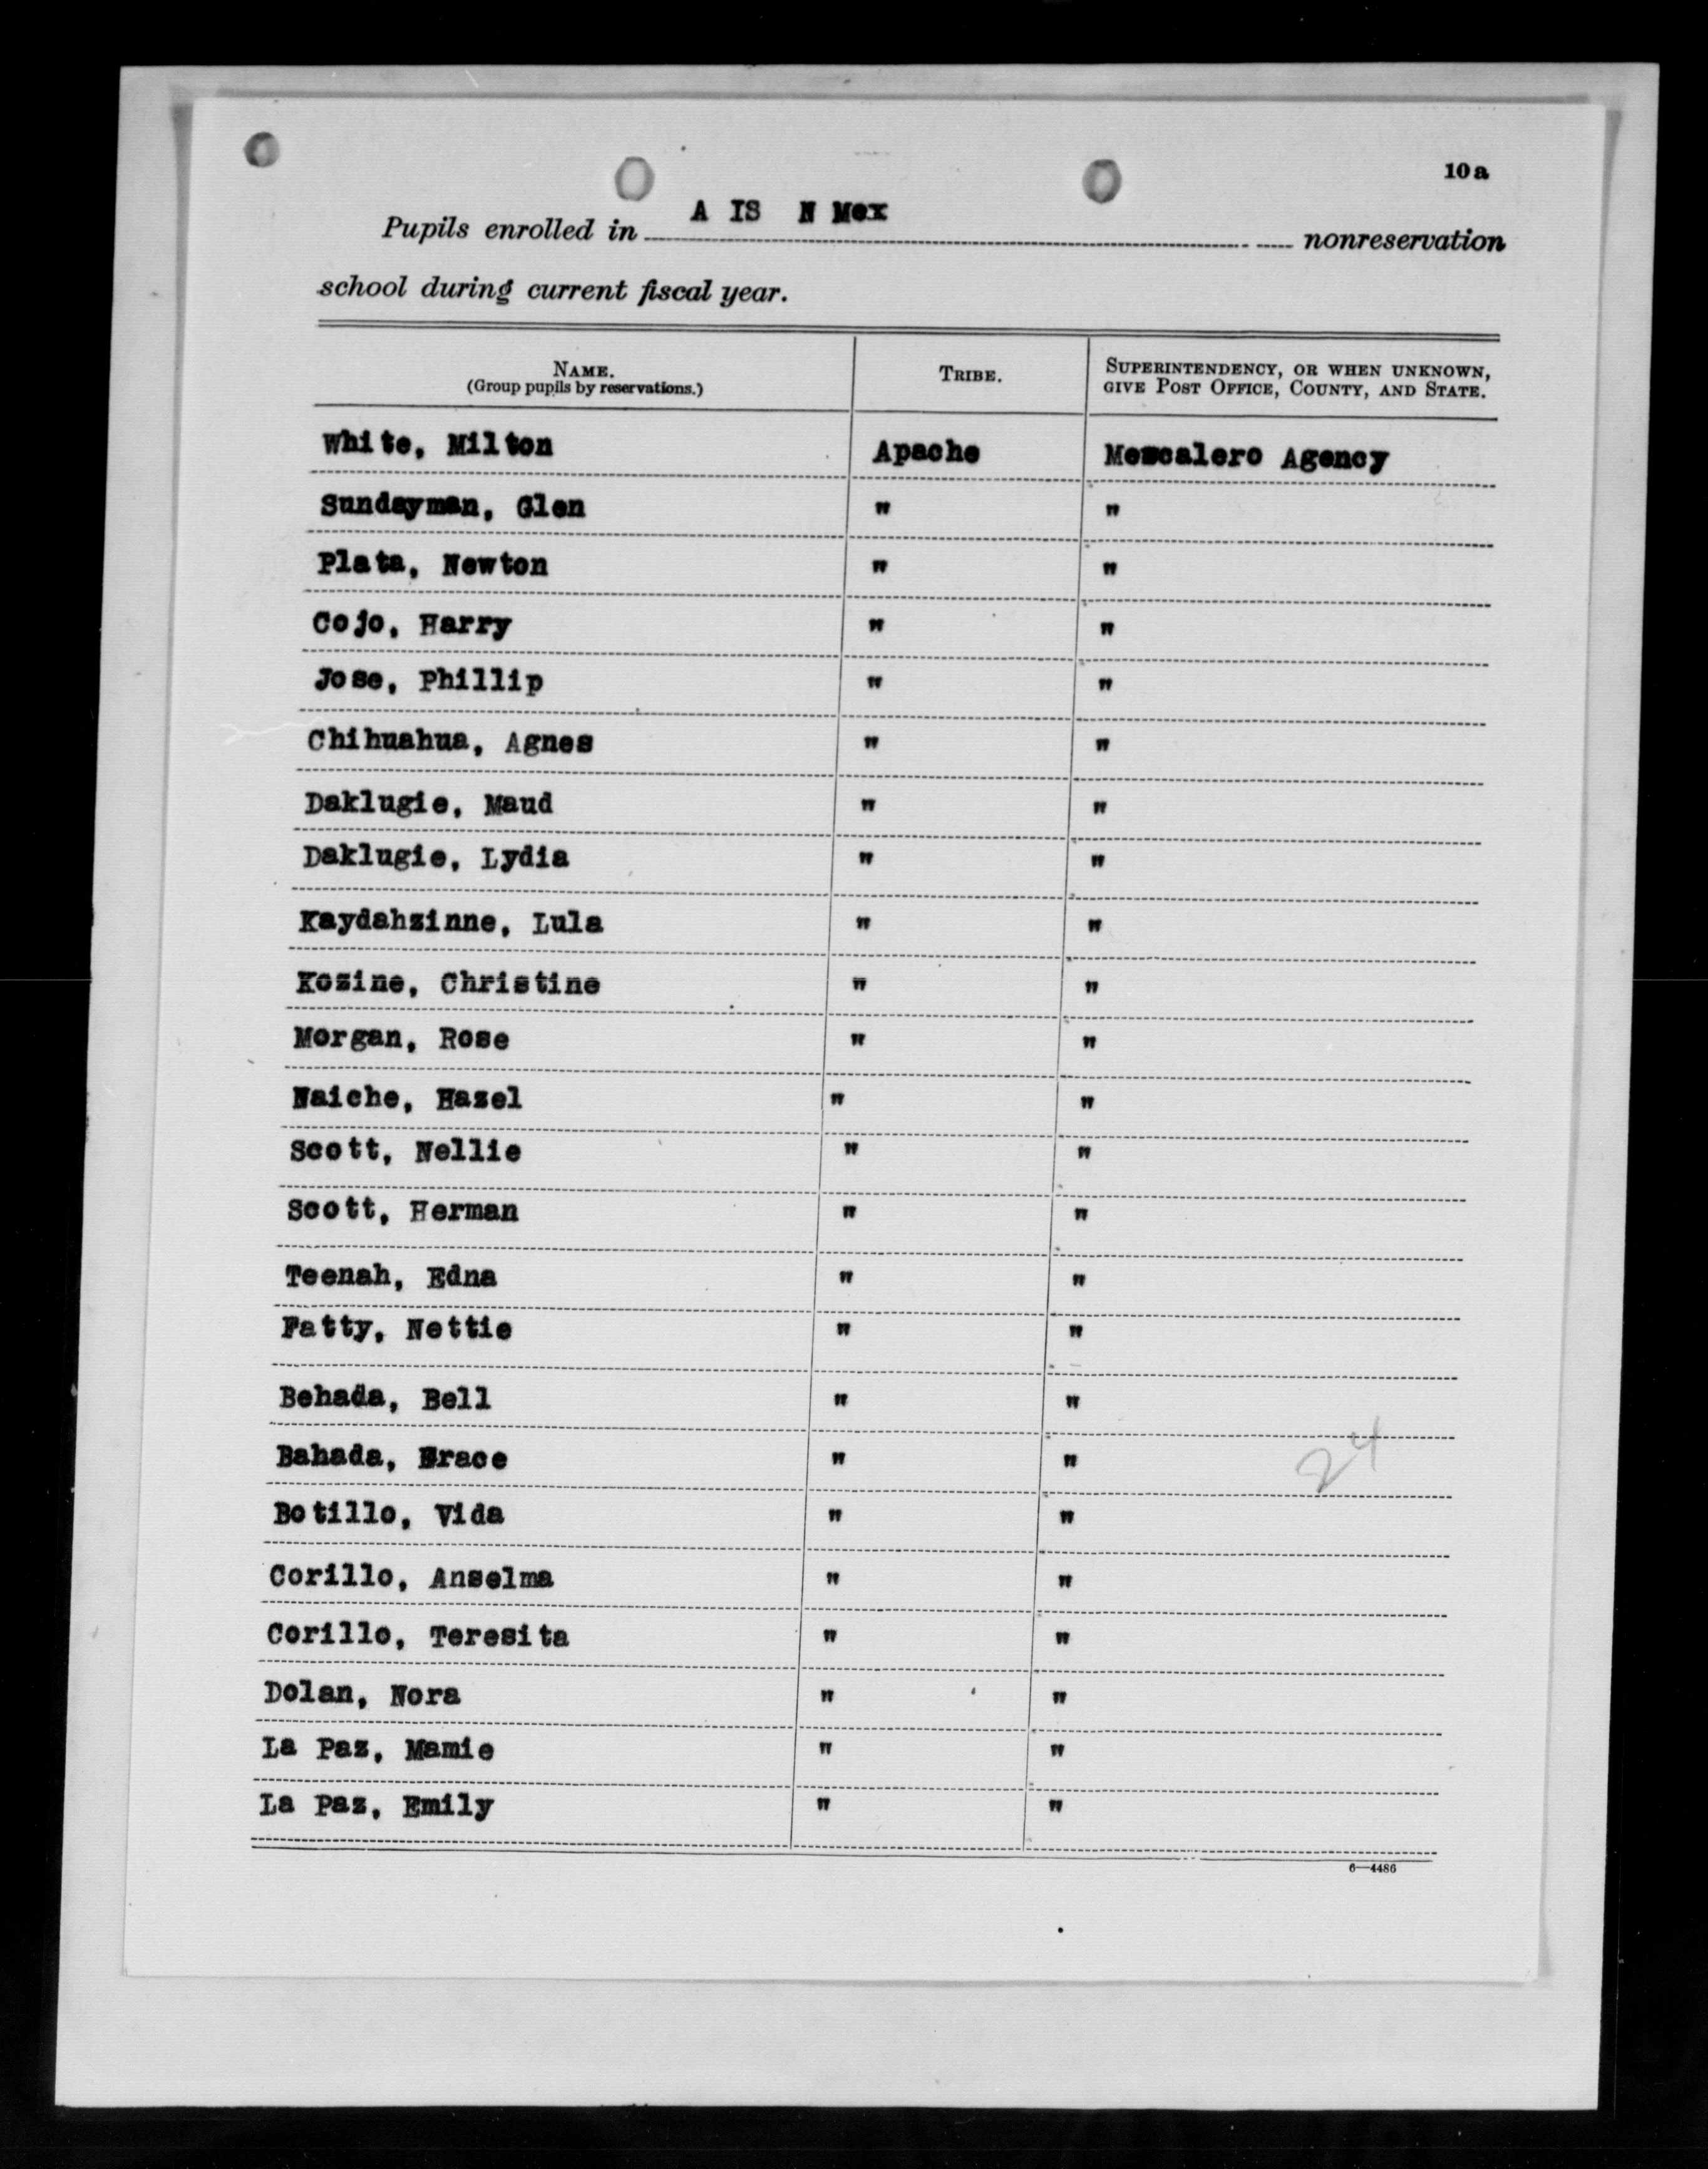 10a
Pupils enrolled in A IS N Mex nonreservation
school during current fiscal year.
NAME. (Group pupils by reservations.) TRIBE. SUPERINTENDENCY, OR WHEN UNKNOWN, GIVE POST OFFICE, COUNTY, AND STATE.
White, Milton Apache Mescalero Agency
Sundayman, Glen " "
Plata, Newton " "
Cojo, Harry " "
Jose, Phillip " "
Chihuahua, Agnes " "
Daklugie, Maud " "
Daklugie, Lydia " "
Kaydahzinne, Lula " "
Kozine, Christine " "
Morgan, Rose " "
Naiche, Hazel " "
Scott, Nellie " "
Scott, Herman " "
Teenah, Edna " "
Fatty, Nettie " "
Behada, Bell " "
Bahada, Grace " "
24
Botillo, Vida " "
Corillo, Anselma " "
Corillo, Teresita " "
Dolan, Nora " "
La Paz, Mamie " "
La Paz, Emily " "
6—4486